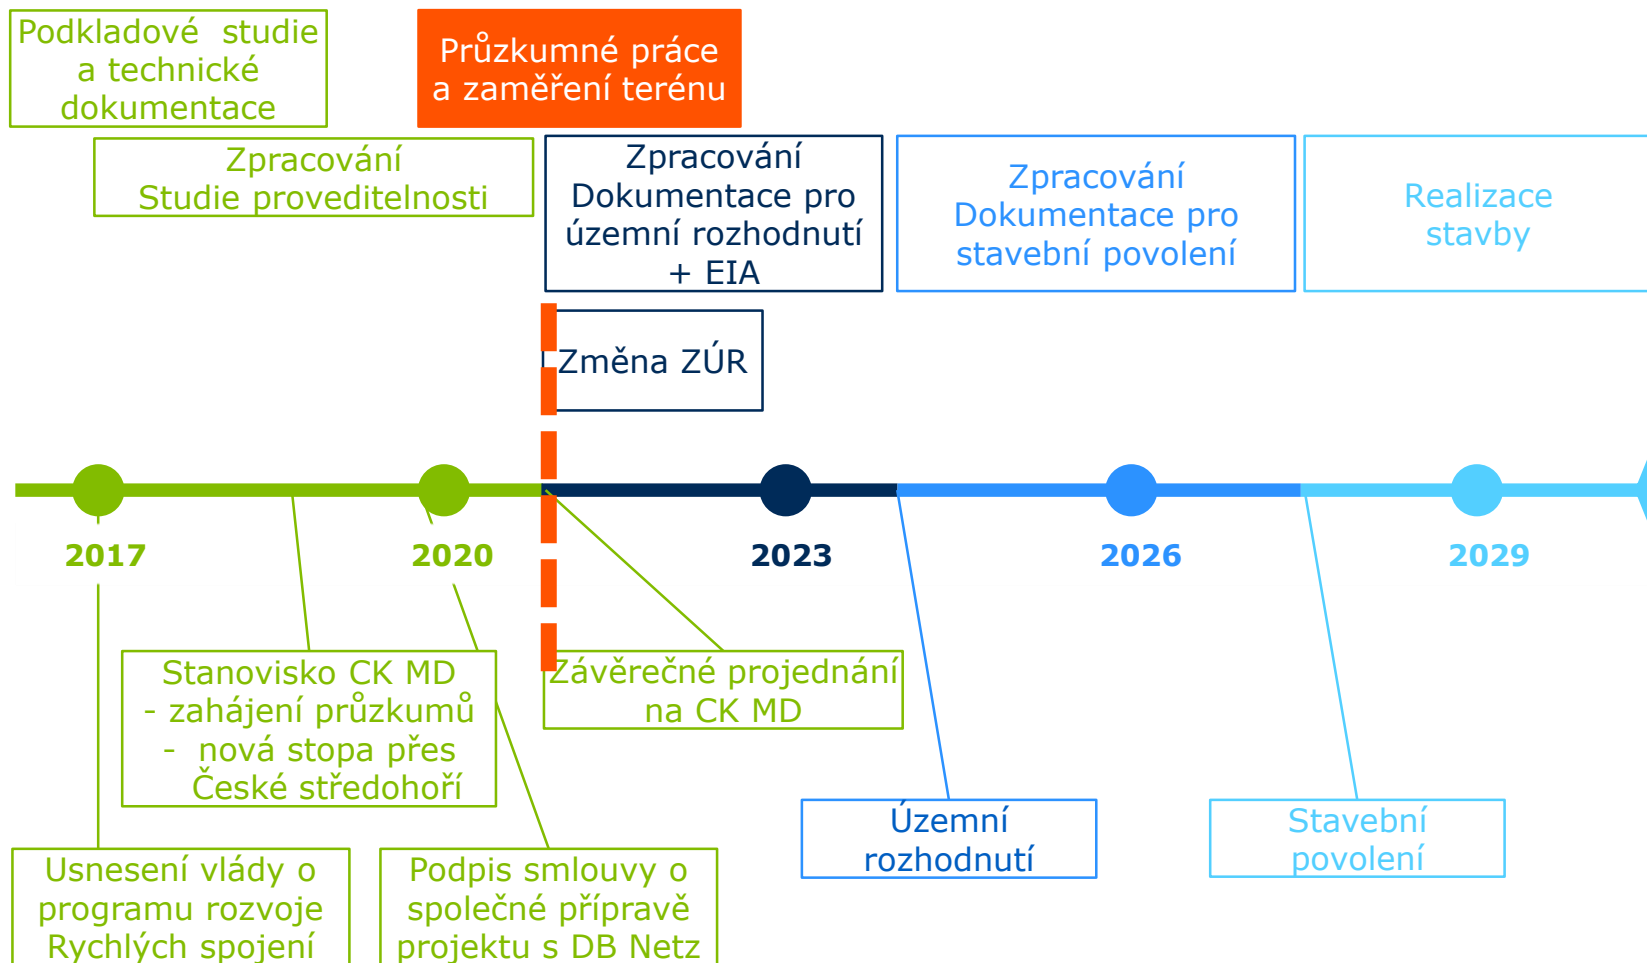 Podkladové studie
a technické
dokumentace
Průzkumné práce
a zaměření terénu
Zpracování
Studie proveditelnosti
Zpracování
Dokumentace pro
územní rozhodnutí
+ EIA
Zpracování
Dokumentace pro
stavební povolení
Realizace
stavby
Změna ZÚR
2017
2020
2023
2026
2029
Stanovisko CK MD
- zahájení průzkumů
- nová stopa přes
České středohoří
Závěrečné projednání
na CK MD
Územní
rozhodnutí
Stavební
povolení
Usnesení vlády o
programu rozvoje
Rychlých spojení
Podpis smlouvy o
společné přípravě
projektu s DB Netz